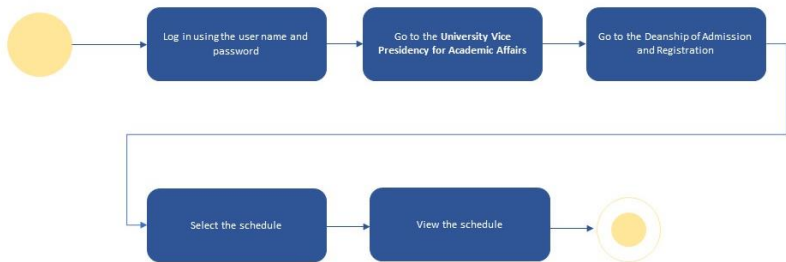 Log in using the user name and
password
Go to the University Vice
Presidency for Academic Affairs
Go to the Deanship of Admission
and Registration
Select the schedule
View the schedule